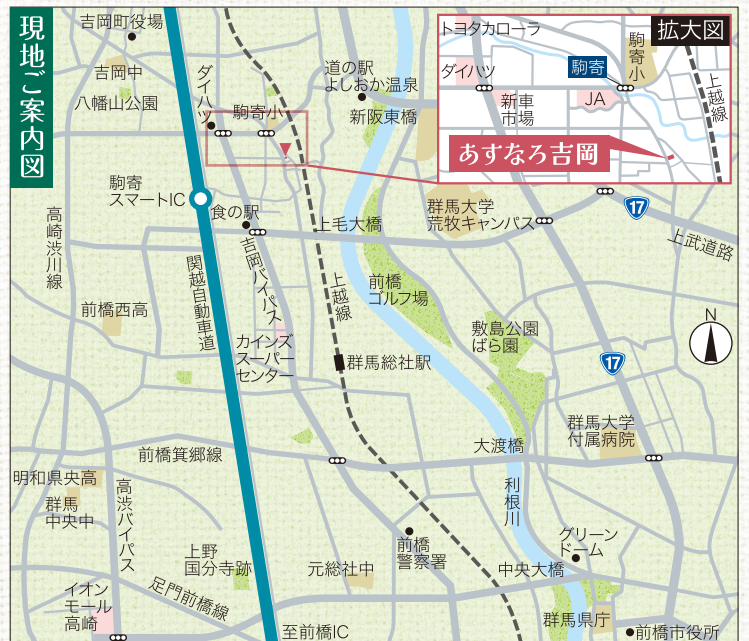 現地ご案内図
吉岡町役場
吉岡中
八幡山公園
ダイハツ
駒寄小
道の駅
よしおか温泉
新阪東橋
拡大図
トヨタカローラ
ダイハツ
駒寄
駒寄小
新車
市場
JA
上越線
あすなろ吉岡
駒寄
スマートIC
食の駅
上毛大橋
群馬大学
荒牧キャンパス
17
上武道路
高崎渋川線
関越自動車道
吉岡バイパス
上越線
前橋
ゴルフ場
前橋西高
カインズ
スーパー
センター
群馬総社駅
敷島公園
ばら園
N
17
群馬大学
付属病院
大渡橋
前橋箕郷線
明和県央高
群馬
中央中
高渋バイパス
利根川
上野
国分寺跡
元総社中
前橋
警察署
グリーン
ドーム
中央大橋
イオン
モール
高崎
足門前橋線
至前橋IC
群馬県庁
前橋市役所